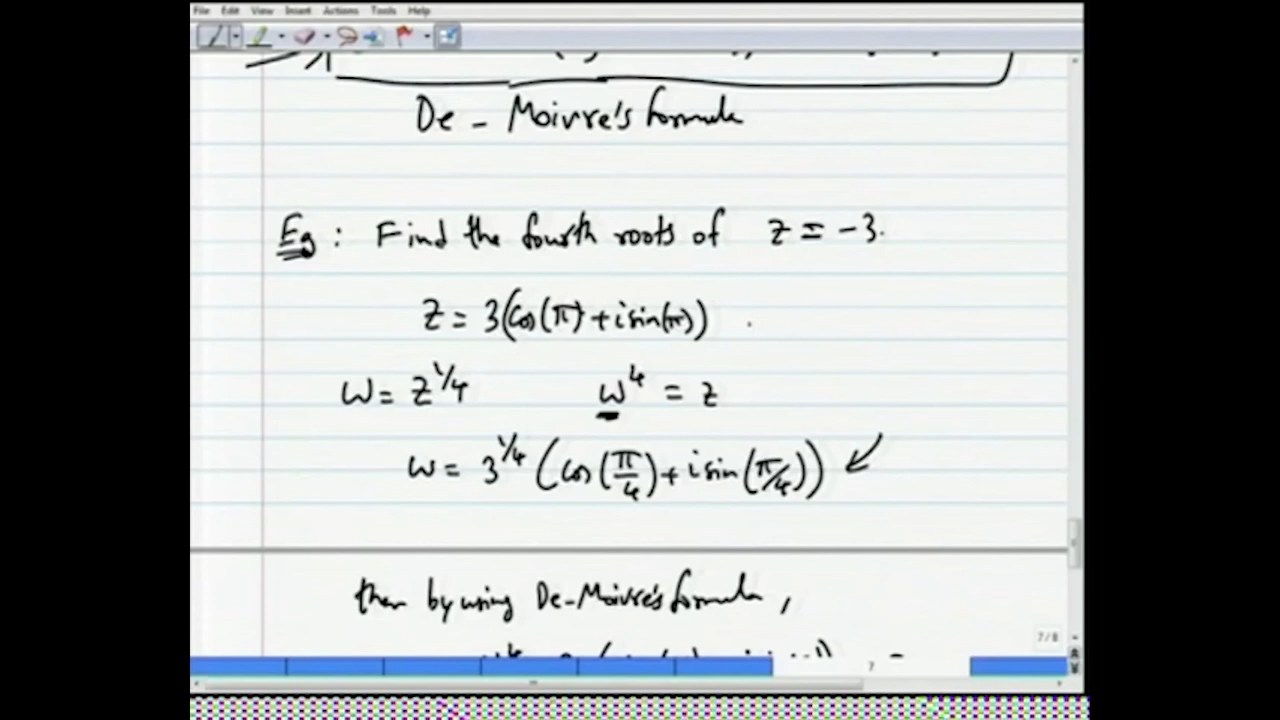 File Edit View Insert Actions Tools Help
De - Moivre's formula
Eg : Find the fourth roots of z = -3.
z = 3(cos(π) + i sin(π))
w = z^1/4 w^4 = z
w = 3^1/4 (cos(π/4) + i sin(π/4))
then by using De-Moivre's formula,
7/8
7